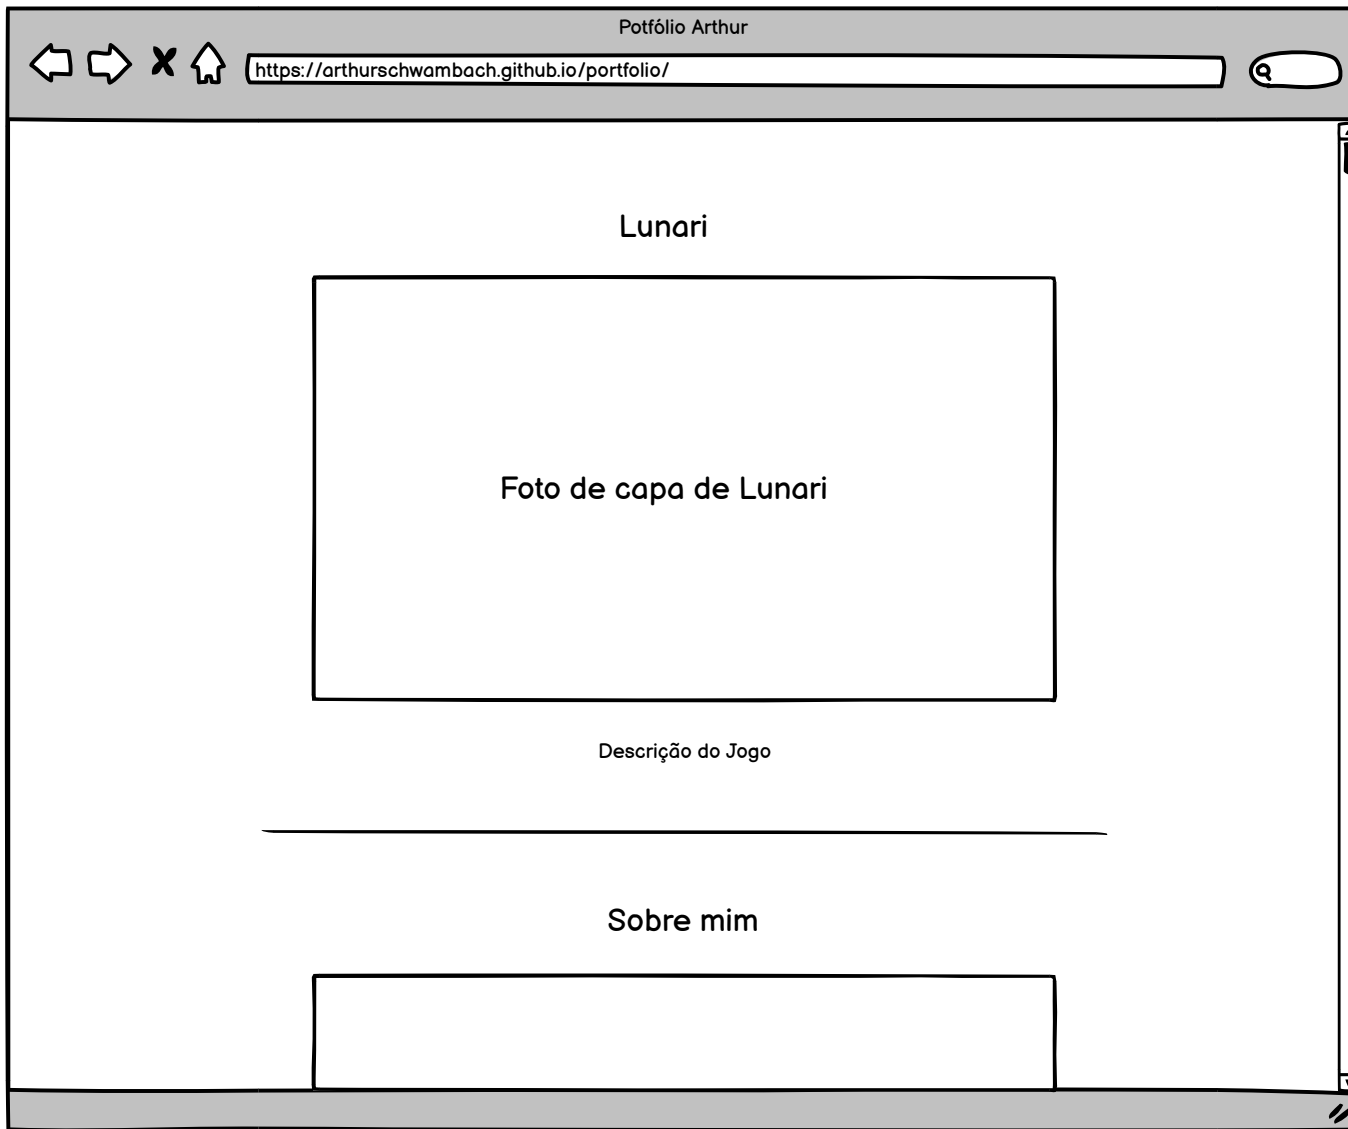 Potfólio Arthur
https://arthurschwambach.github.io/portfolio/
Lunari
Foto de capa de Lunari
Descrição do Jogo
Sobre mim